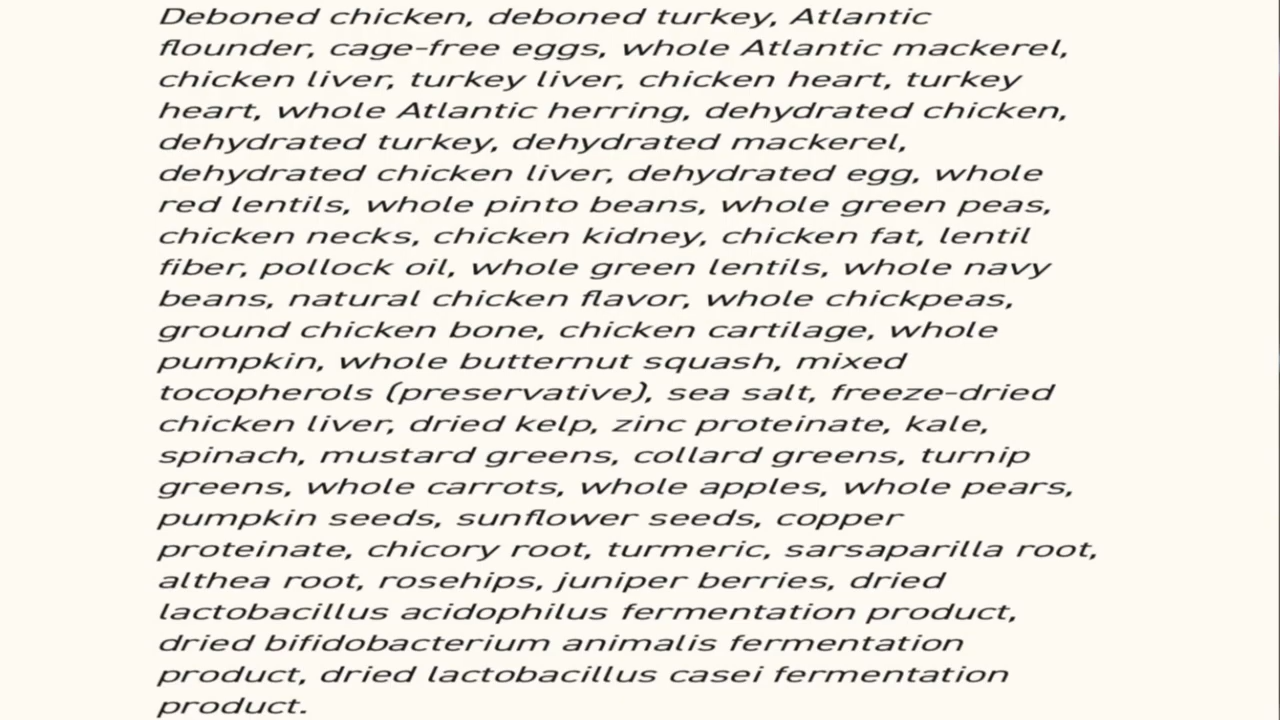 Deboned chicken, deboned turkey, Atlantic
flounder, cage-free eggs, whole Atlantic mackerel,
chicken liver, turkey liver, chicken heart, turkey
heart, whole Atlantic herring, dehydrated chicken,
dehydrated turkey, dehydrated mackerel,
dehydrated chicken liver, dehydrated egg, whole
red lentils, whole pinto beans, whole green peas,
chicken necks, chicken kidney, chicken fat, lentil
fiber, pollock oil, whole green lentils, whole navy
beans, natural chicken flavor, whole chickpeas,
ground chicken bone, chicken cartilage, whole
pumpkin, whole butternut squash, mixed
tocopherols (preservative), sea salt, freeze-dried
chicken liver, dried kelp, zinc proteinate, kale,
spinach, mustard greens, collard greens, turnip
greens, whole carrots, whole apples, whole pears,
pumpkin seeds, sunflower seeds, copper
proteinate, chicory root, turmeric, sarsaparilla root,
althea root, rosehips, juniper berries, dried
lactobacillus acidophilus fermentation product,
dried bifidobacterium animalis fermentation
product, dried lactobacillus casei fermentation
product.